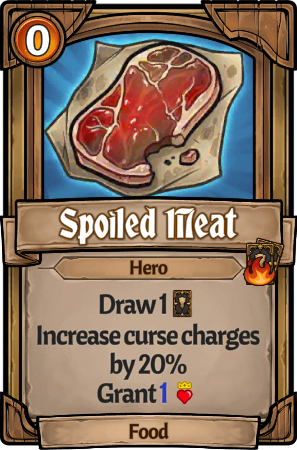 0
Spoiled Meat
Hero
Draw 1
Increase curse charges
by 20%
Grant 1
Food